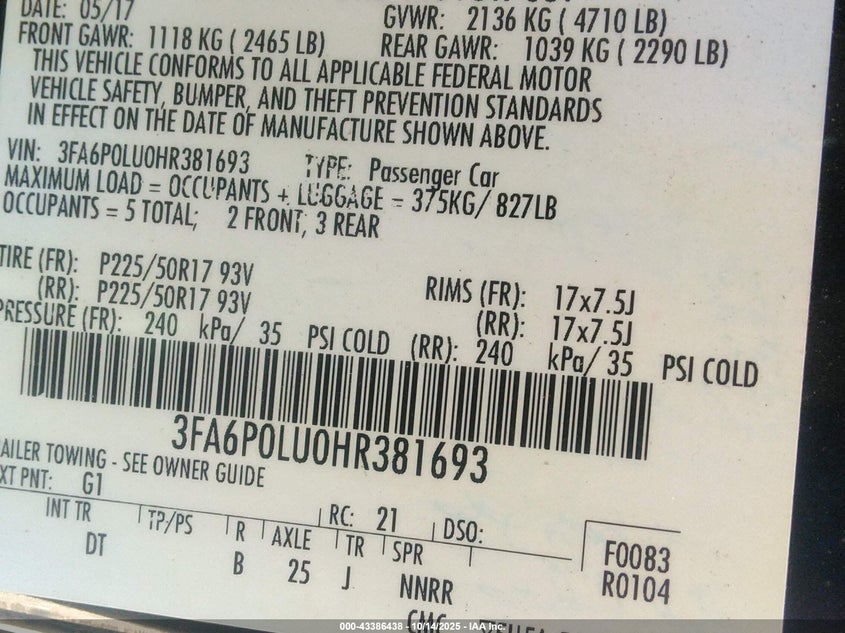 DATE: 05/17
GVWR: 2136 KG ( 4710 LB)
FRONT GAWR: 1118 KG ( 2465 LB) REAR GAWR: 1039 KG ( 2290 LB)
THIS VEHICLE CONFORMS TO ALL APPLICABLE FEDERAL MOTOR
VEHICLE SAFETY, BUMPER, AND THEFT PREVENTION STANDARDS
IN EFFECT ON THE DATE OF MANUFACTURE SHOWN ABOVE.
VIN: 3FA6P0LU0HR381693 TYPE: Passenger Car
MAXIMUM LOAD = OCCUPANTS + LUGGAGE = 375KG/ 827LB
OCCUPANTS = 5 TOTAL; 2 FRONT, 3 REAR
TIRE (FR): P225/50R17 93V RIMS (FR): 17x7.5J
(RR): P225/50R17 93V (RR): 17x7.5J
PRESSURE (FR): 240 kPa/ 35 PSI COLD (RR): 240 kPa/ 35 PSI COLD
3FA6P0LU0HR381693
AILER TOWING - SEE OWNER GUIDE
XT PNT: G1 RC: 21 DSO:
INT TR TP/PS R AXLE TR SPR F0083
DT B 25 J NNRR R0104
000-43386438 - 10/14/2025 - IAA Inc.